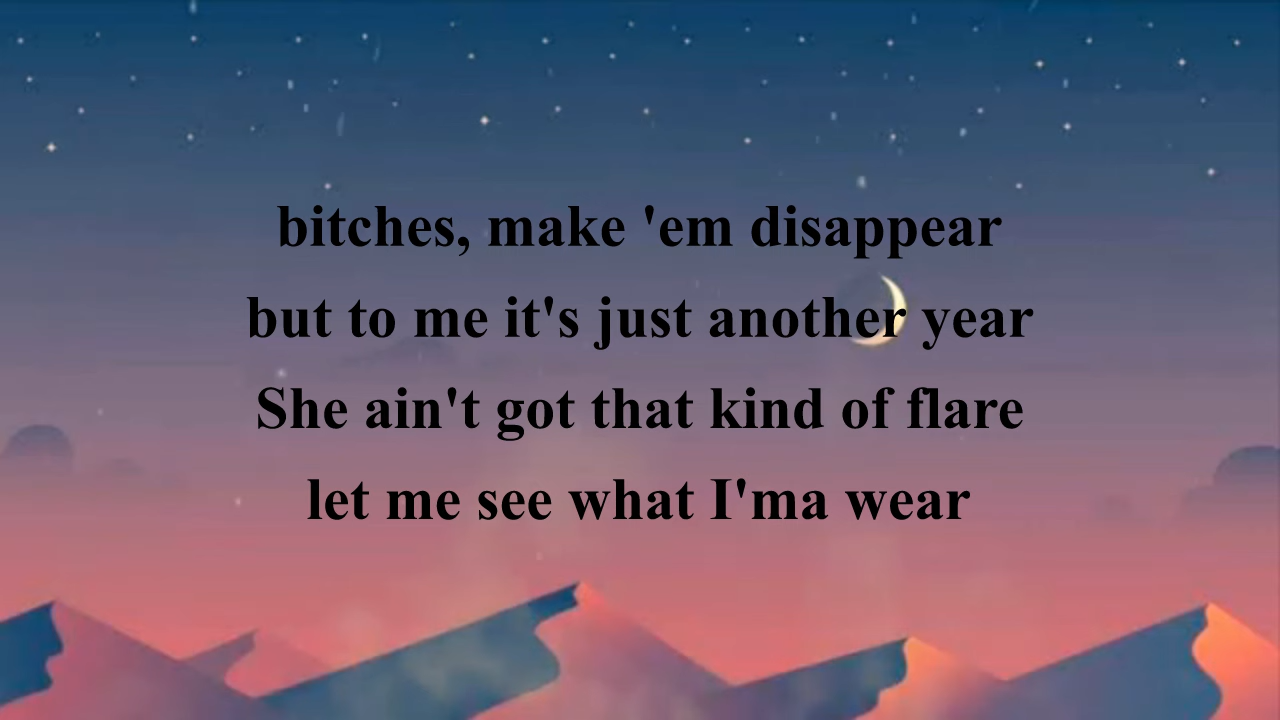 bitches, make 'em disappear
but to me it's just another year
She ain't got that kind of flare
let me see what I'ma wear